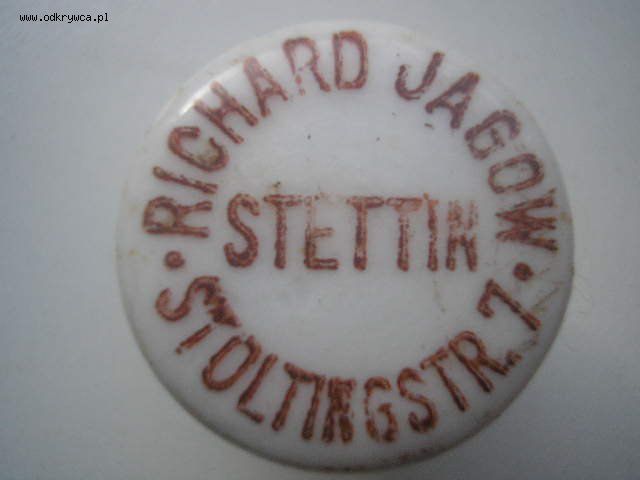 www.odkrywca.pl
RICHARD JAGOW
STETTIN
• STOLTINGSTR. 7. •